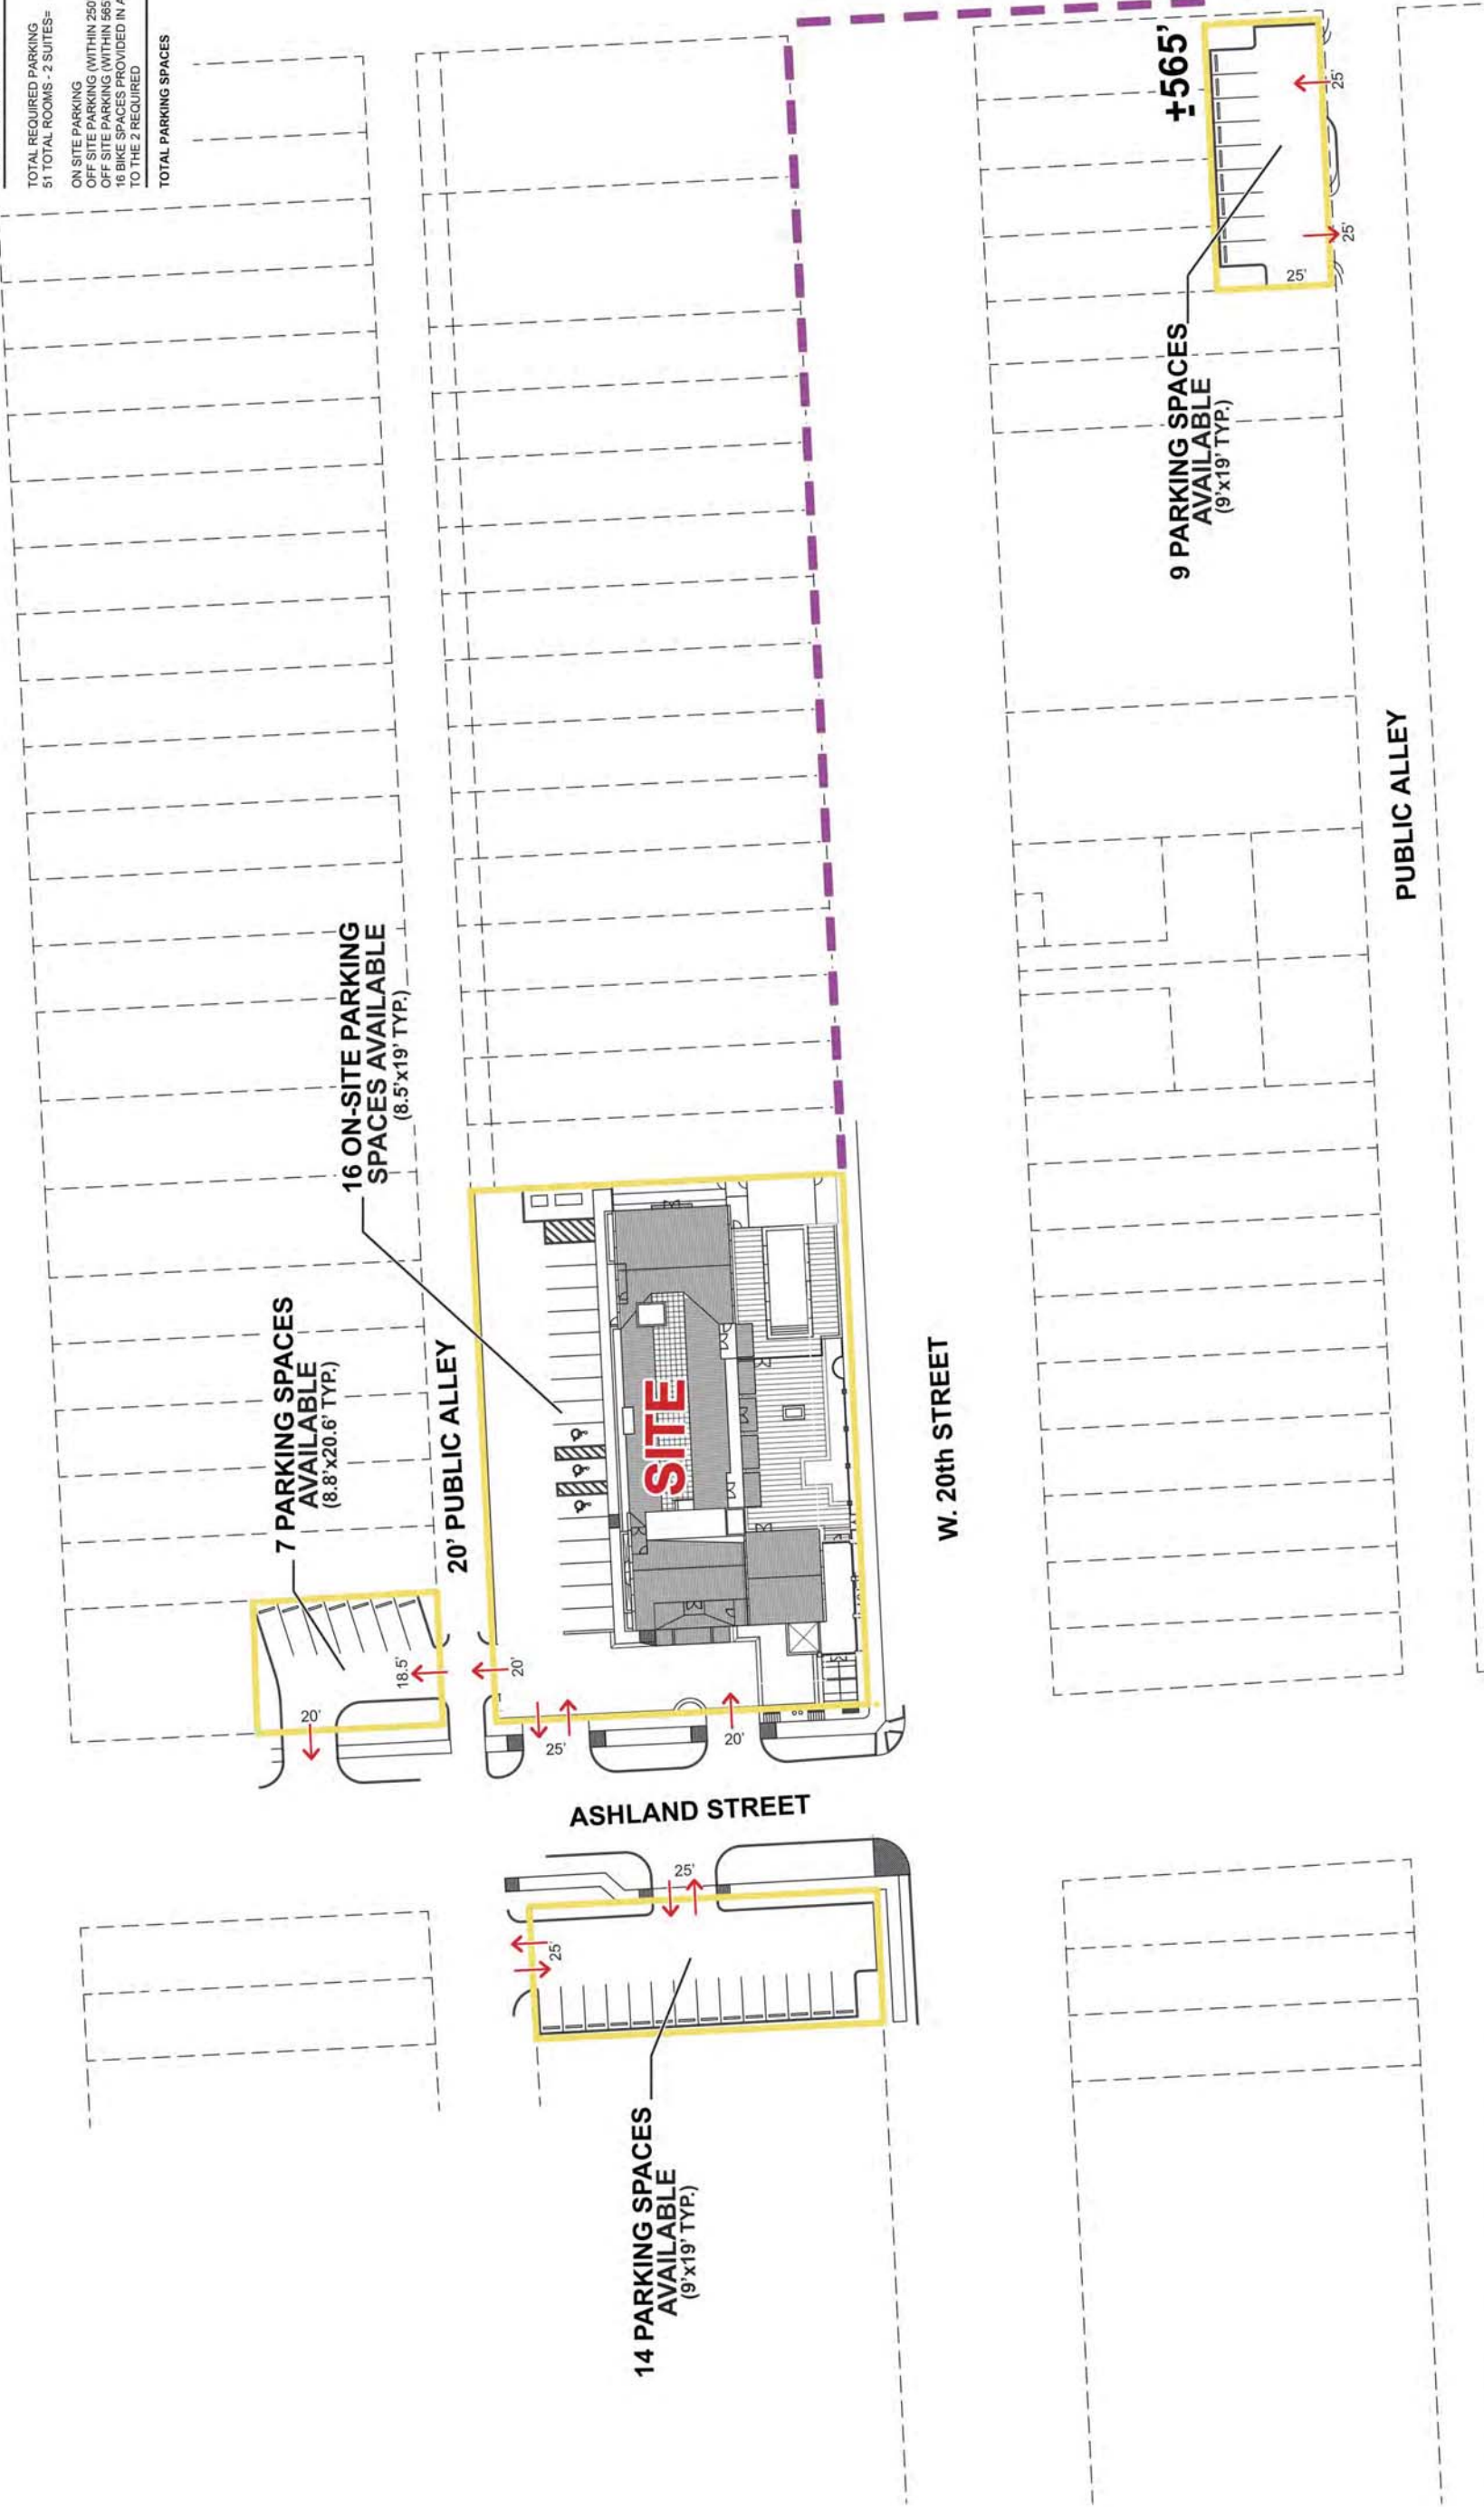 TOTAL REQUIRED PARKING
51 TOTAL ROOMS - 2 SUITES=
ON SITE PARKING
OFF SITE PARKING (WITHIN 250
OFF SITE PARKING (WITHIN 565
16 BIKE SPACES PROVIDED IN
TO THE 2 REQUIRED
TOTAL PARKING SPACES
14 PARKING SPACES
AVAILABLE
(9'x19' TYP.)
25'
25'
ASHLAND STREET
7 PARKING SPACES
AVAILABLE
(8.8'x20.6' TYP.)
20'
18.5'
20' PUBLIC ALLEY
20'
25'
20'
16 ON-SITE PARKING
SPACES AVAILABLE
(8.5'x19' TYP.)
SITE
W. 20th STREET
9 PARKING SPACES
AVAILABLE
(9'x19' TYP.)
±565'
25'
25'
25'
PUBLIC ALLEY